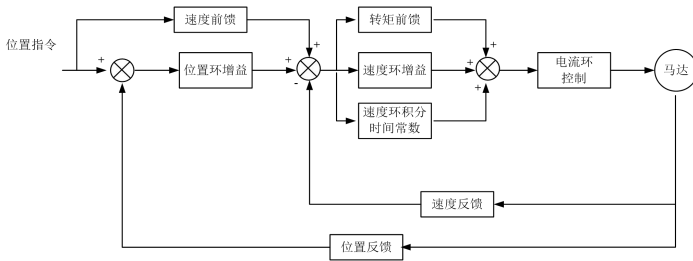 速度前馈
转矩前馈
位置指令
+
+
+
+
位置环增益
+
-
速度环增益
+
+
电流环
控制
马达
速度环积分
时间常数
速度反馈
位置反馈